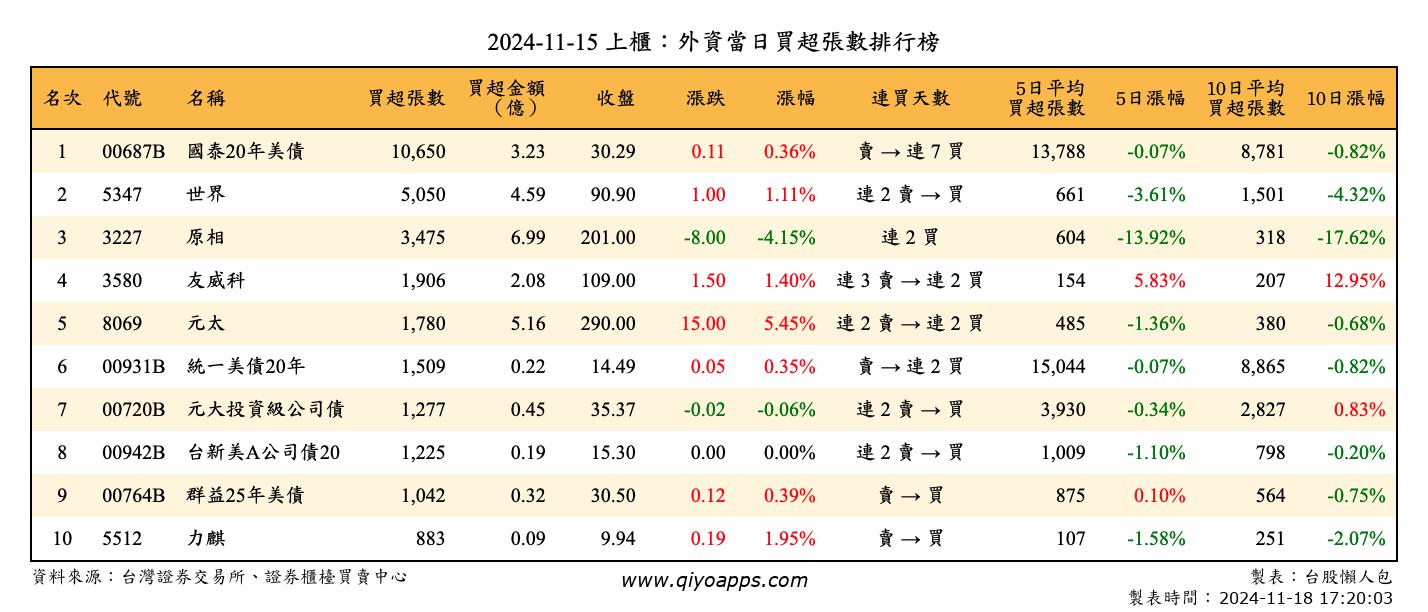 2024-11-15 上櫃：外資當日買超張數排行榜
名次 代號 名稱 買超張數 買超金額（億） 收盤 漲跌 漲幅 連買天數 5日平均買超張數 5日漲幅 10日平均買超張數 10日漲幅
1 00687B 國泰20年美債 10,650 3.23 30.29 0.11 0.36% 賣 → 連 7 買 13,788 -0.07% 8,781 -0.82%
2 5347 世界 5,050 4.59 90.90 1.00 1.11% 連 2 賣 → 買 661 -3.61% 1,501 -4.32%
3 3227 原相 3,475 6.99 201.00 -8.00 -4.15% 連 2 買 604 -13.92% 318 -17.62%
4 3580 友威科 1,906 2.08 109.00 1.50 1.40% 連 3 賣 → 連 2 買 154 5.83% 207 12.95%
5 8069 元太 1,780 5.16 290.00 15.00 5.45% 連 2 賣 → 連 2 買 485 -1.36% 380 -0.68%
6 00931B 統一美債20年 1,509 0.22 14.49 0.05 0.35% 賣 → 連 2 買 15,044 -0.07% 8,865 -0.82%
7 00720B 元大投資級公司債 1,277 0.45 35.37 -0.02 -0.06% 連 2 賣 → 買 3,930 -0.34% 2,827 0.83%
8 00942B 台新美A公司債20 1,225 0.19 15.30 0.00 0.00% 連 2 賣 → 買 1,009 -1.10% 798 -0.20%
9 00764B 群益25年美債 1,042 0.32 30.50 0.12 0.39% 賣 → 買 875 0.10% 564 -0.75%
10 5512 力麒 883 0.09 9.94 0.19 1.95% 賣 → 買 107 -1.58% 251 -2.07%
資料來源：台灣證券交易所、證券櫃檯買賣中心 www.qiyoapps.com 製表：台股懶人包
製表時間：2024-11-18 17:20:03